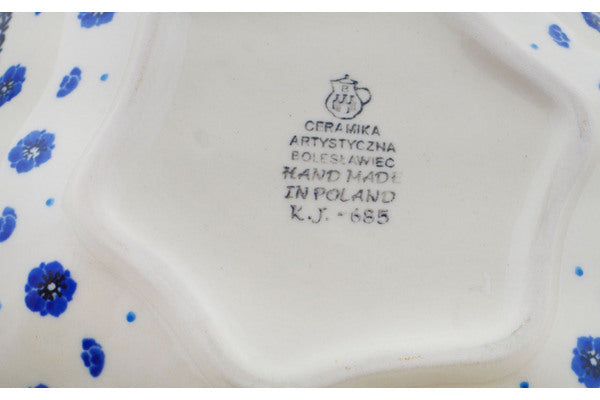 CERAMIKA
ARTYSTYCZNA
BOLESŁAWIEC
HAND MADE
IN POLAND
K.J. - 685